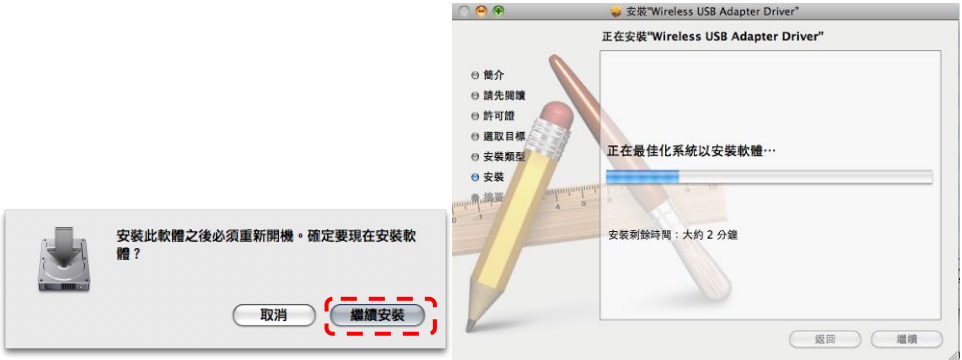 安裝此軟體之後必須重新開機。確定要現在安裝軟
體？
取消
繼續安裝
安裝"Wireless USB Adapter Driver"
正在安裝"Wireless USB Adapter Driver"
簡介
請先閱讀
許可證
選取目標
安裝類型
安裝
摘要
正在最佳化系統以安裝軟體…
安裝剩餘時間：大約 2 分鐘
返回
繼續